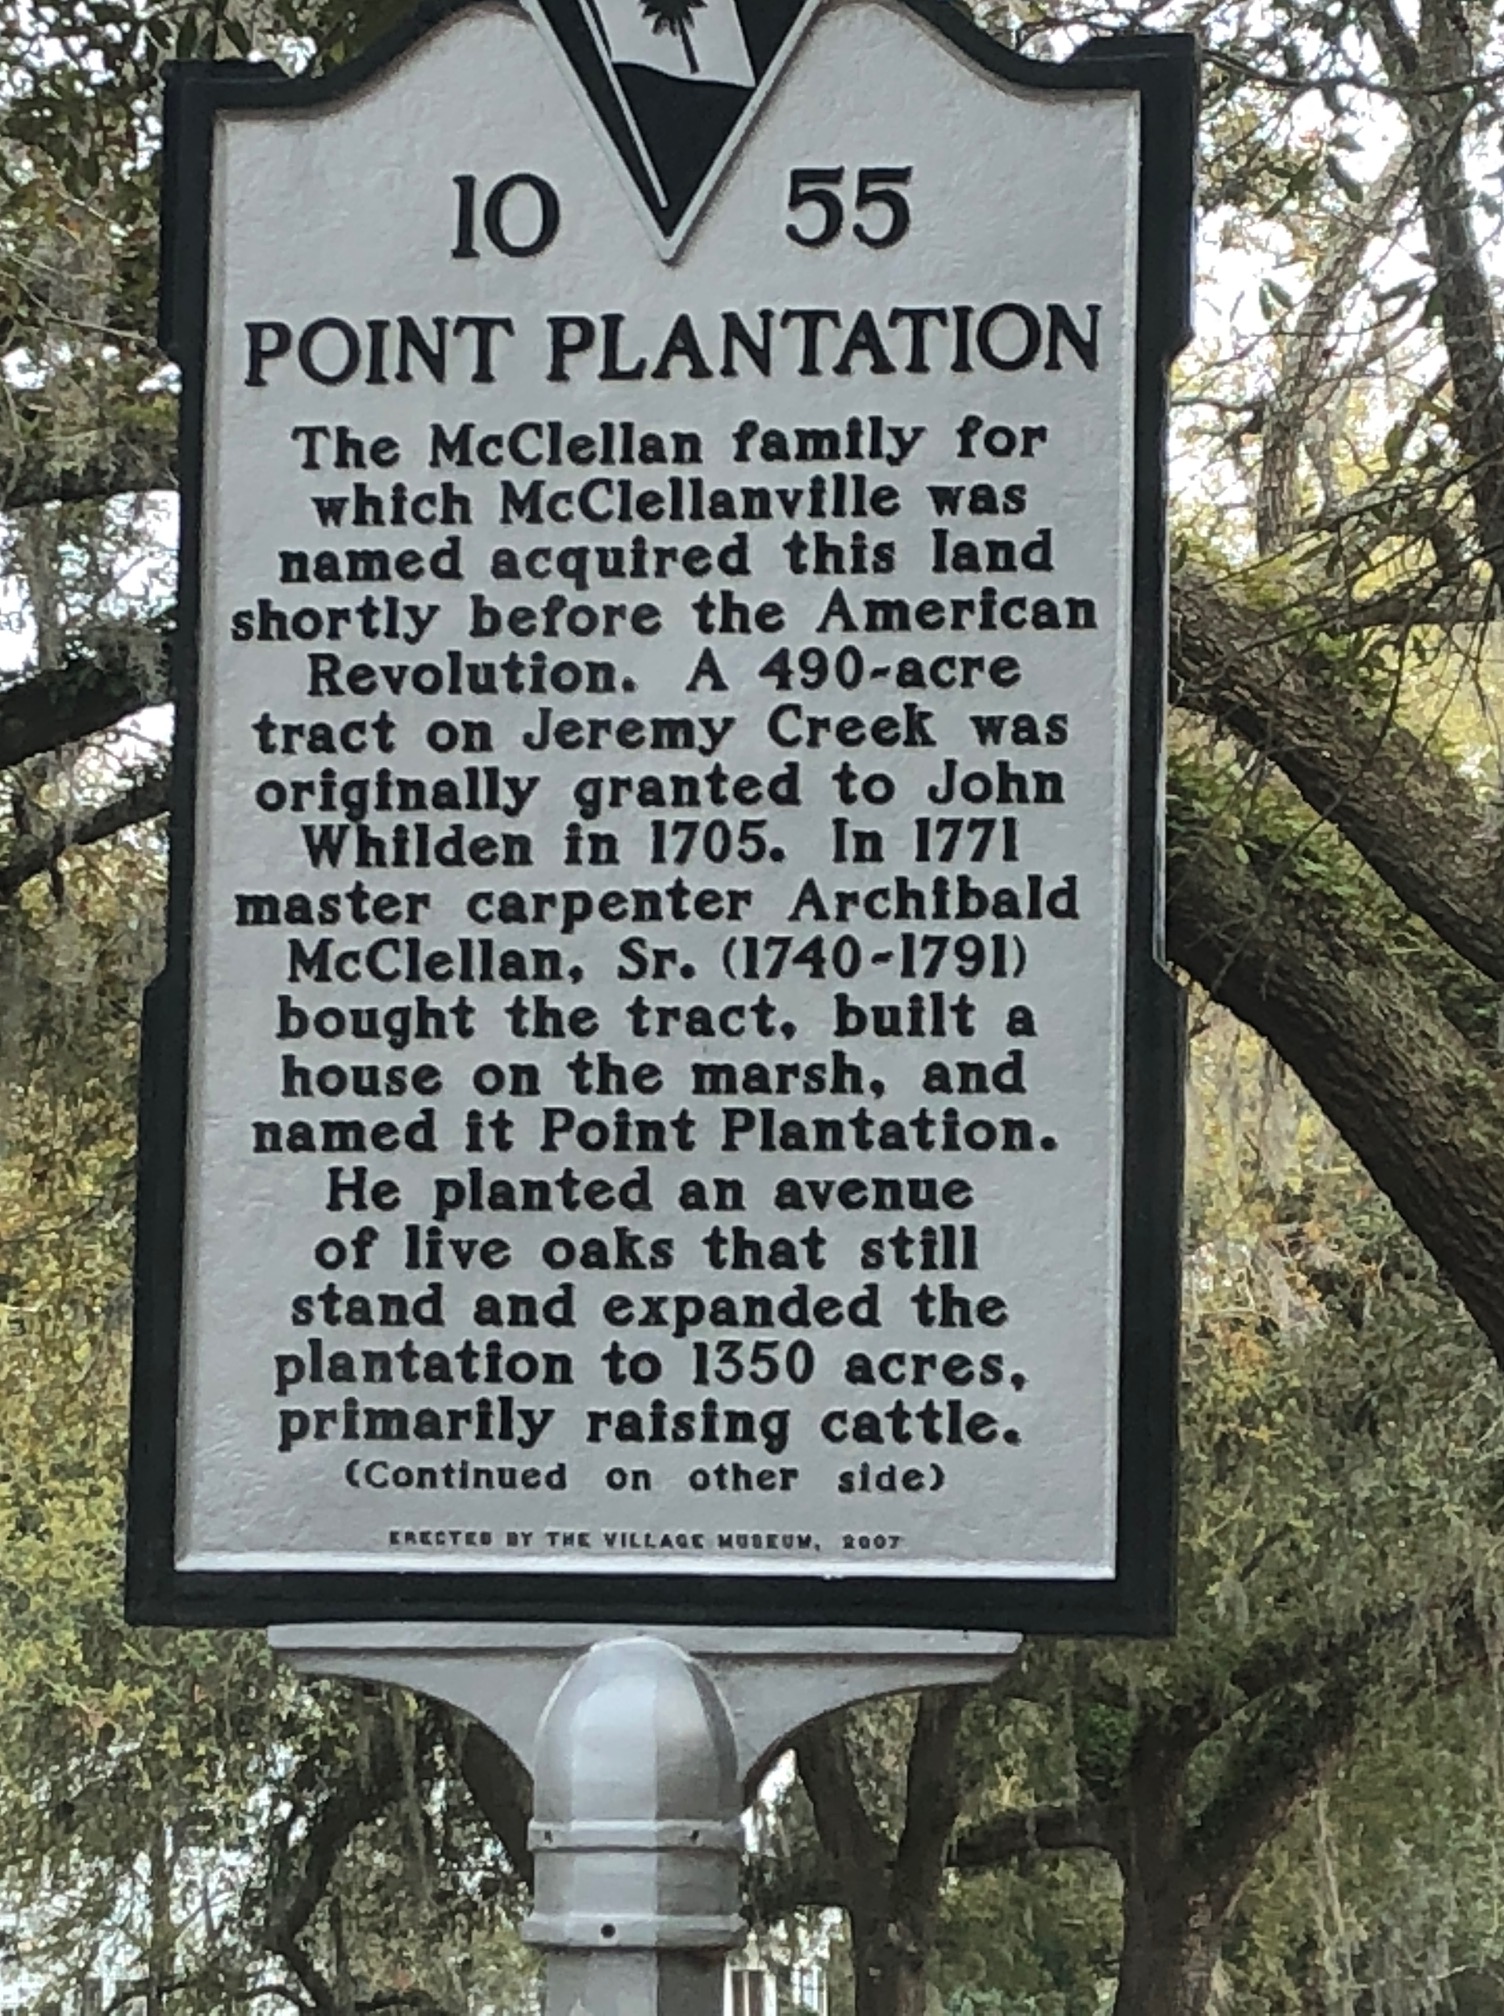 10 55
POINT PLANTATION
The McClellan family for
which McClellanville was
named acquired this land
shortly before the American
Revolution. A 490-acre
tract on Jeremy Creek was
originally granted to John
Whilden in 1705. In 1771
master carpenter Archibald
McClellan, Sr. (1740-1791)
bought the tract, built a
house on the marsh, and
named it Point Plantation.
He planted an avenue
of live oaks that still
stand and expanded the
plantation to 1350 acres,
primarily raising cattle.
(Continued on other side)
ERECTED BY THE VILLAGE MUSEUM, 2007